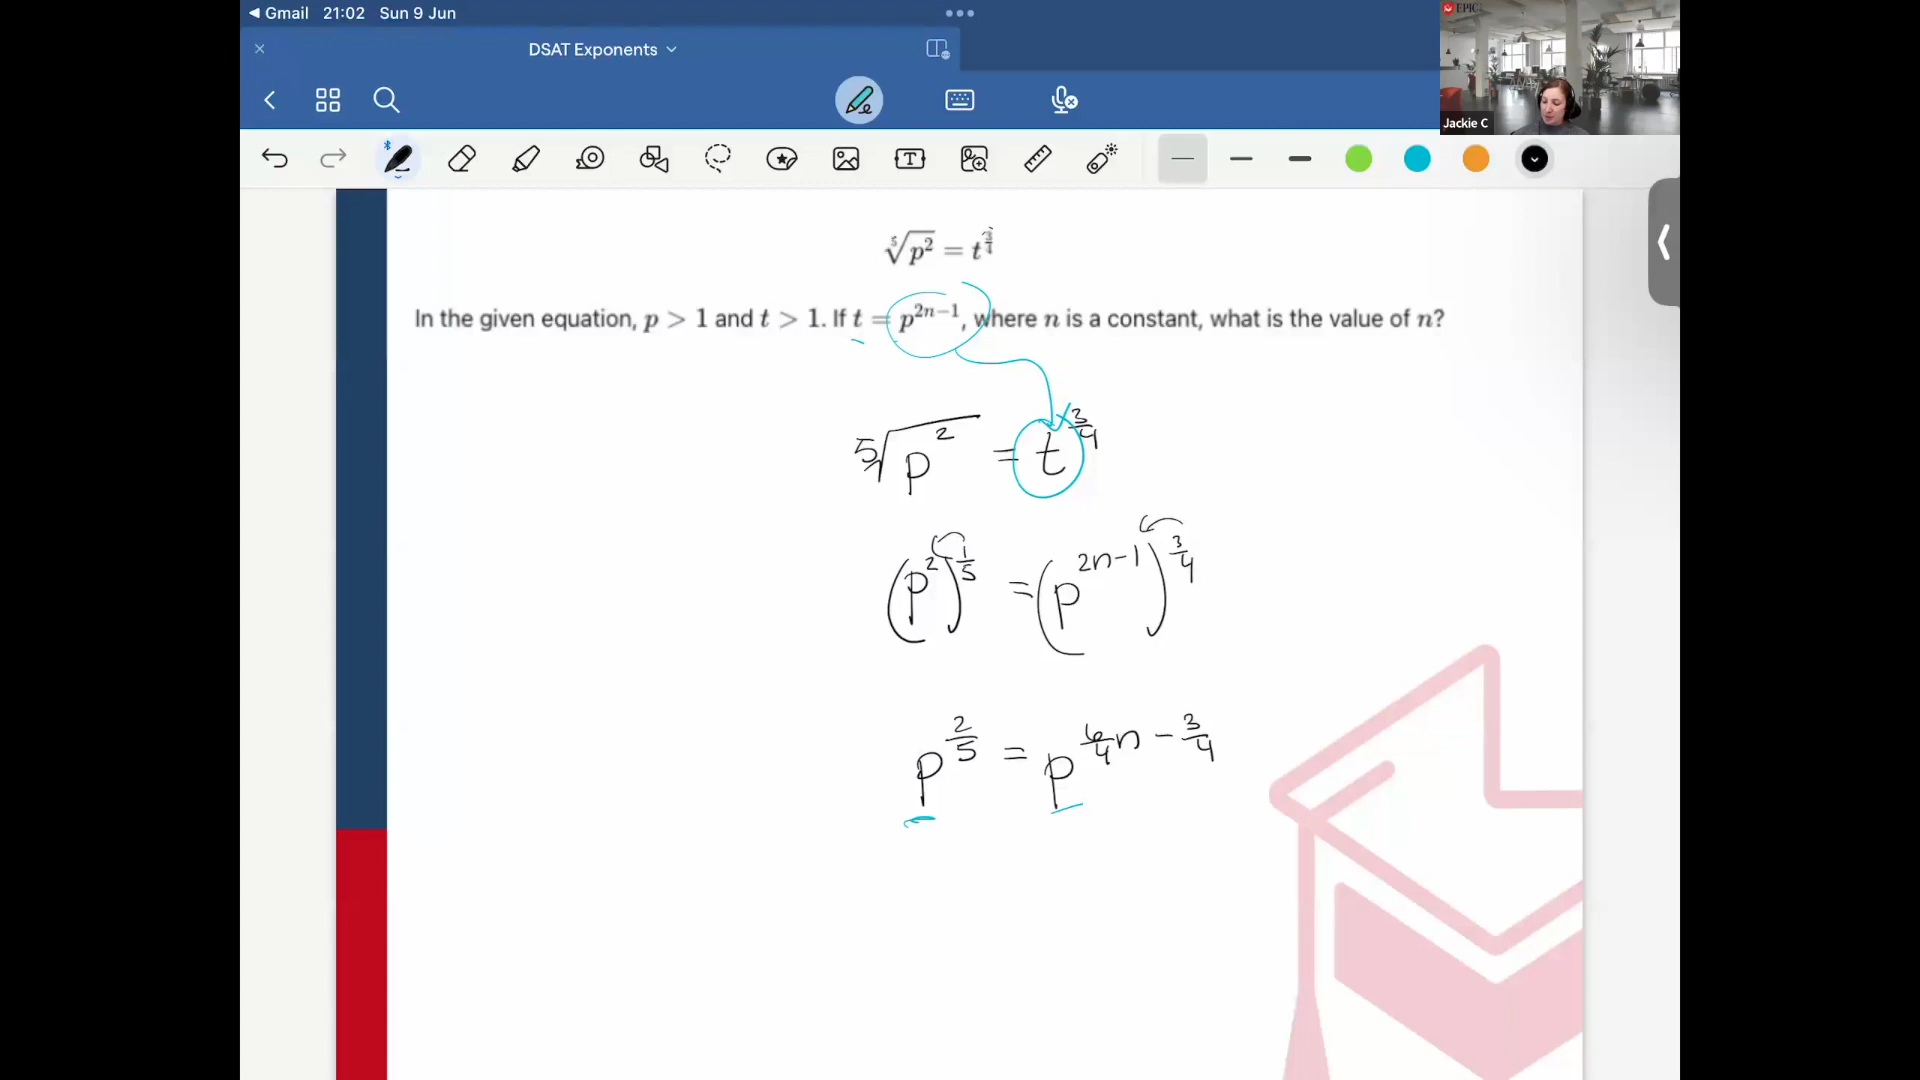 Gmail 21:02 Sun 9 Jun
EPIC
DSAT Exponents
Jackie C
T
⁵√p² = t^(3/4)
In the given equation, p > 1 and t > 1. If t = p^(2n−1), where n is a constant, what is the value of n?
⁵√p² = t^(3/4)
(p²)^(1/5) = (p^(2n−1))^(3/4)
p^(2/5) = p^(6/4 n − 3/4)